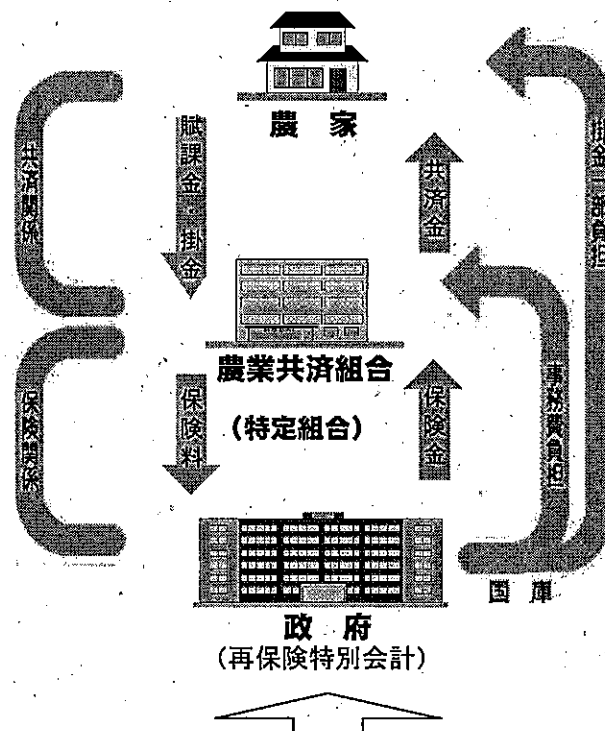 農 家
共済関係
賦課金・掛金
共済金
掛金一部負担
農業共済組合
(特定組合)
保険関係
保険料
保険金
事務費負担
国 庫
政 府
(再保険特別会計)